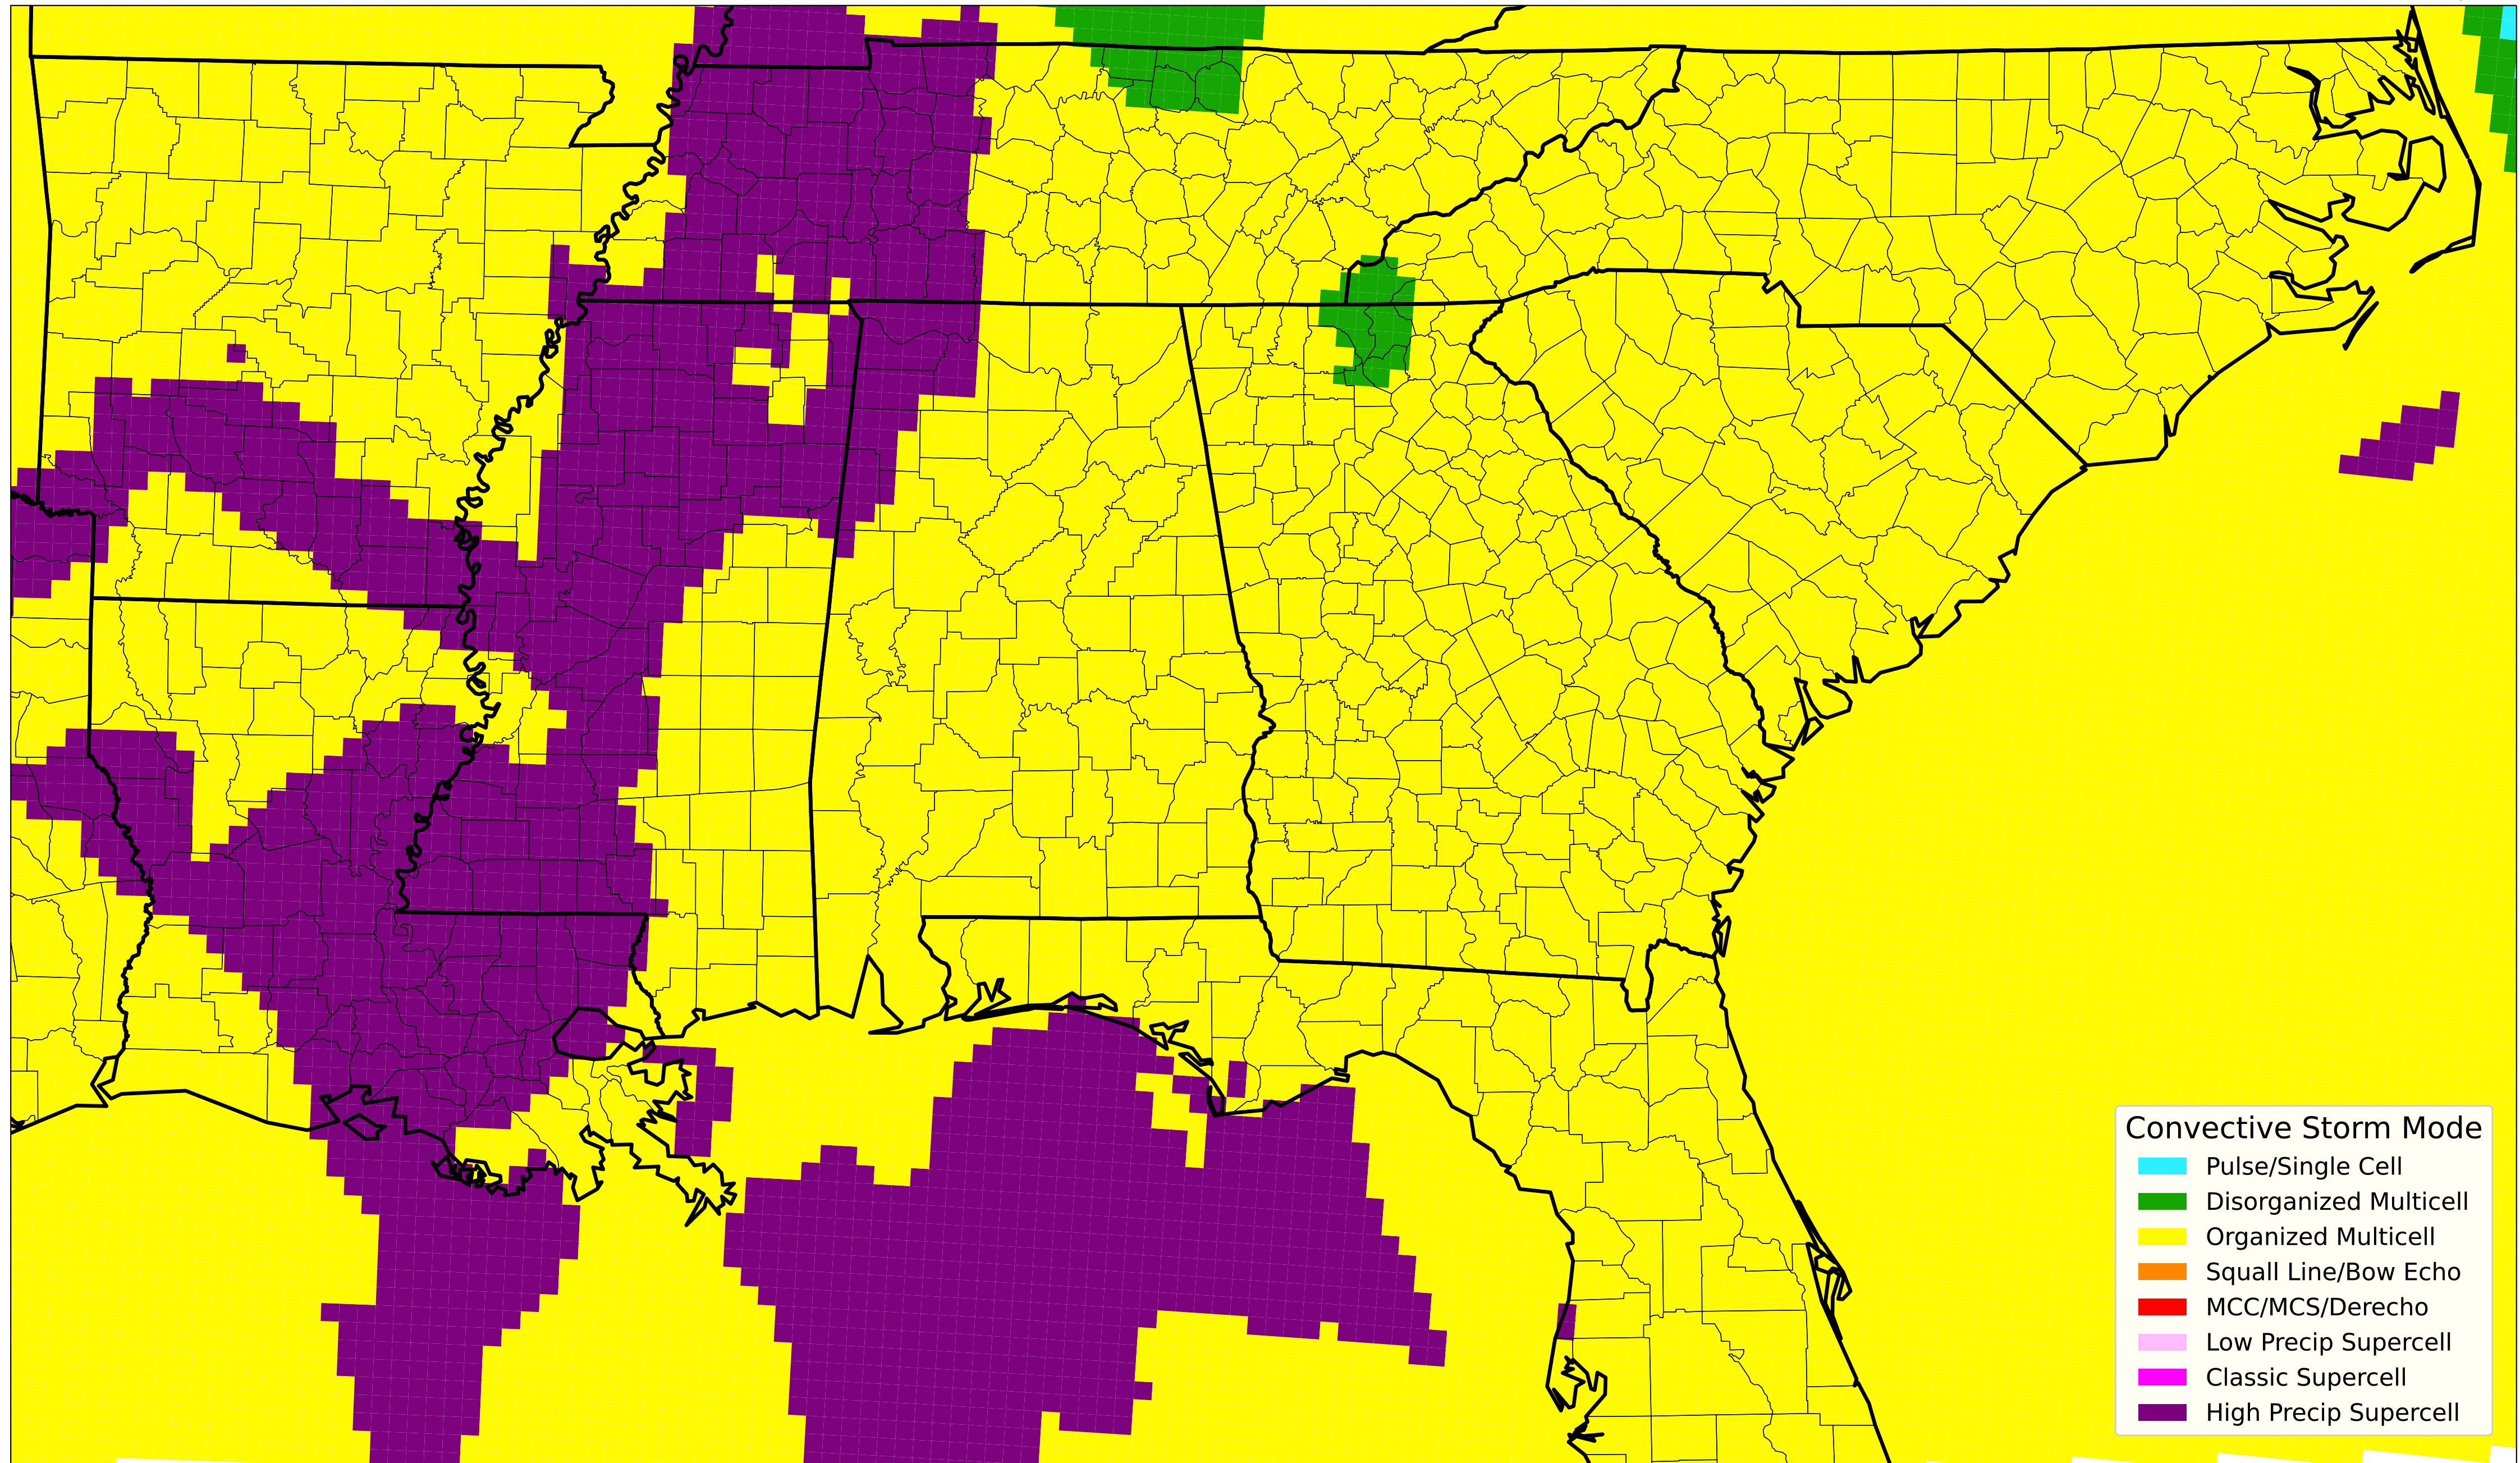 Convective Storm Mode
Pulse/Single Cell
Disorganized Multicell
Organized Multicell
Squall Line/Bow Echo
MCC/MCS/Derecho
Low Precip Supercell
Classic Supercell
High Precip Supercell